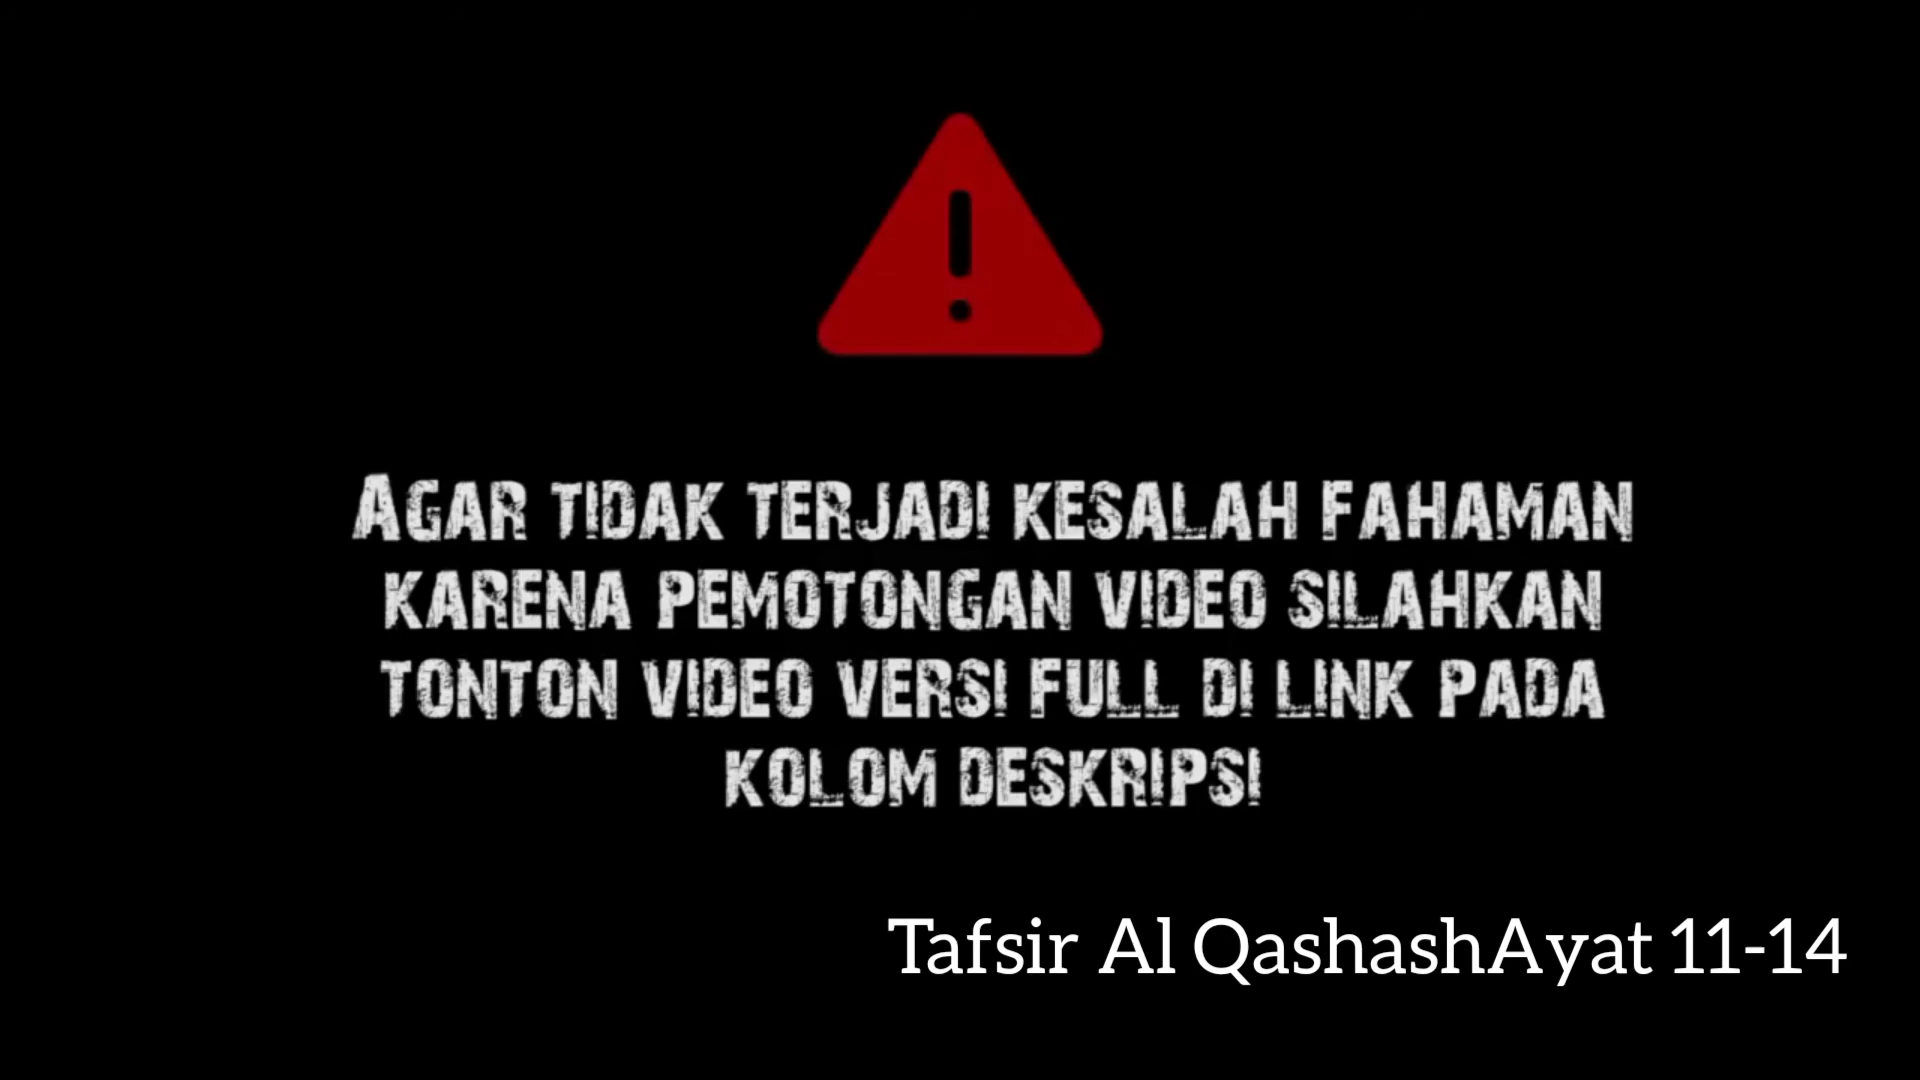 Agar tidak terjadi kesalah fahaman
karena pemotongan video silahkan
tonton video versi full di link pada
kolom deskripsi
Tafsir Al QashashAyat 11-14